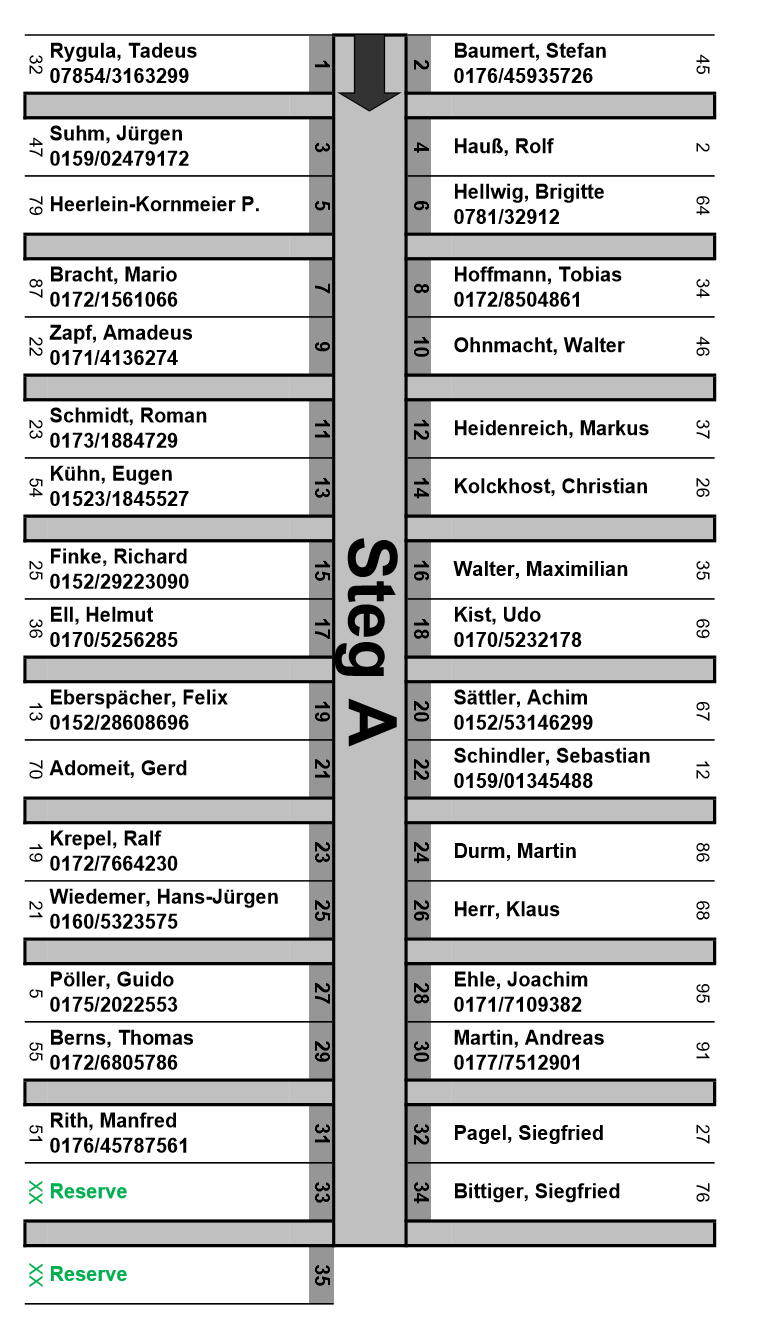 32
Rygula, Tadeus
07854/3163299
1
2
Baumert, Stefan
0176/45935726
45
47
Suhm, Jürgen
0159/02479172
3
4
Hauß, Rolf
2
79
Heerlein-Kornmeier P.
5
6
Hellwig, Brigitte
0781/32912
64
87
Bracht, Mario
0172/1561066
7
8
Hoffmann, Tobias
0172/8504861
34
22
Zapf, Amadeus
0171/4136274
9
10
Ohnmacht, Walter
46
23
Schmidt, Roman
0173/1884729
11
12
Heidenreich, Markus
37
54
Kühn, Eugen
01523/1845527
13
14
Kolckhost, Christian
26
Steg A
25
Finke, Richard
0152/29223090
15
16
Walter, Maximilian
35
36
Ell, Helmut
0170/5256285
17
18
Kist, Udo
0170/5232178
69
13
Eberspächer, Felix
0152/28608696
19
20
Sättler, Achim
0152/53146299
67
70
Adomeit, Gerd
21
22
Schindler, Sebastian
0159/01345488
12
19
Krepel, Ralf
0172/7664230
23
24
Durm, Martin
86
21
Wiedemer, Hans-Jürgen
0160/5323575
25
26
Herr, Klaus
68
5
Pöller, Guido
0175/2022553
27
28
Ehle, Joachim
0171/7109382
95
55
Berns, Thomas
0172/6805786
29
30
Martin, Andreas
0177/7512901
91
51
Rith, Manfred
0176/45787561
31
32
Pagel, Siegfried
27
XX
Reserve
33
34
Bittiger, Siegfried
76
XX
Reserve
35